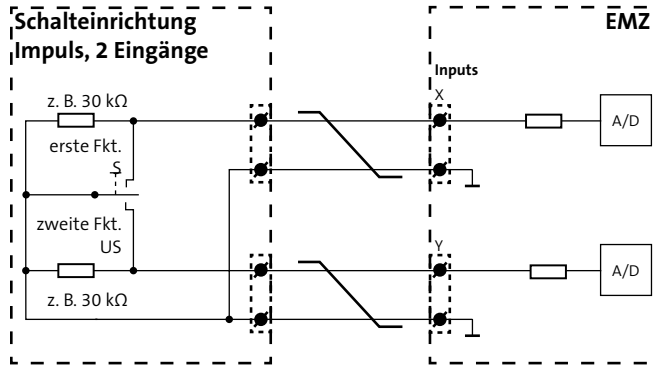 Schalteinrichtung
Impuls, 2 Eingänge
EMZ
Inputs
z. B. 30 kΩ
X
A/D
erste Fkt.
S
zweite Fkt.
US
Y
A/D
z. B. 30 kΩ